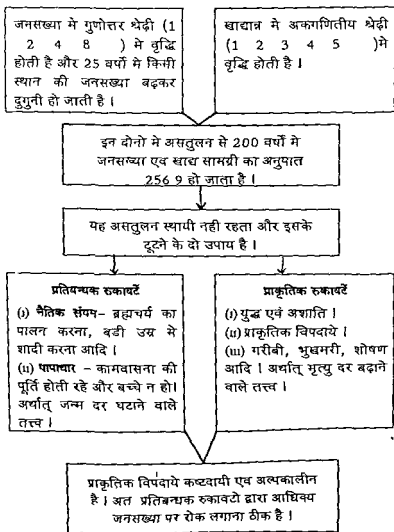 जनसख्या मे गुणोत्तर श्रेढ़ी (1
2 4 8 ) मे वृद्धि
होती है और 25 वर्षो मे किसी
स्थान की जनसख्या बढ़कर
दुगुनी हो जाती है ।
खाद्यान्न मे अकगणितीय श्रेढी
(1 2 3 4 5 )मे
वृद्धि होती है ।
इन दोनो मे असतुलन से 200 वर्षो मे
जनसख्या एव खाद्य सामग्री का अनुपात
256 9 हो जाता है ।
यह असतुलन स्थायी नही रहता और इसके
टूटने के दो उपाय है ।
प्रतिबन्धक रुकावटें
(i) नैतिक संयम– ब्रह्मचर्य का
पालन करना, बडी उम्र मे
शादी करना आदि ।
(ii) पापाचार – कामवासना की
पूर्ति होती रहे और बच्चे न हो।
अर्थात् जन्म दर घटाने वाले
तत्त्व ।
प्राकृतिक रुकावटें
(i) युद्ध एवं अशाति ।
(ii) प्राकृतिक विपदाये ।
(iii) गरीबी, भुखमरी, शोषण
आदि । अर्थात् मृत्यु दर बढ़ाने
वाले तत्त्व ।
प्राकृतिक विपदाये कष्टदायी एव अल्पकालीन
है । अत प्रतिबन्धक रुकावटो द्वारा आधिक्य
जनसख्या पर रोक लगाना ठीक है ।